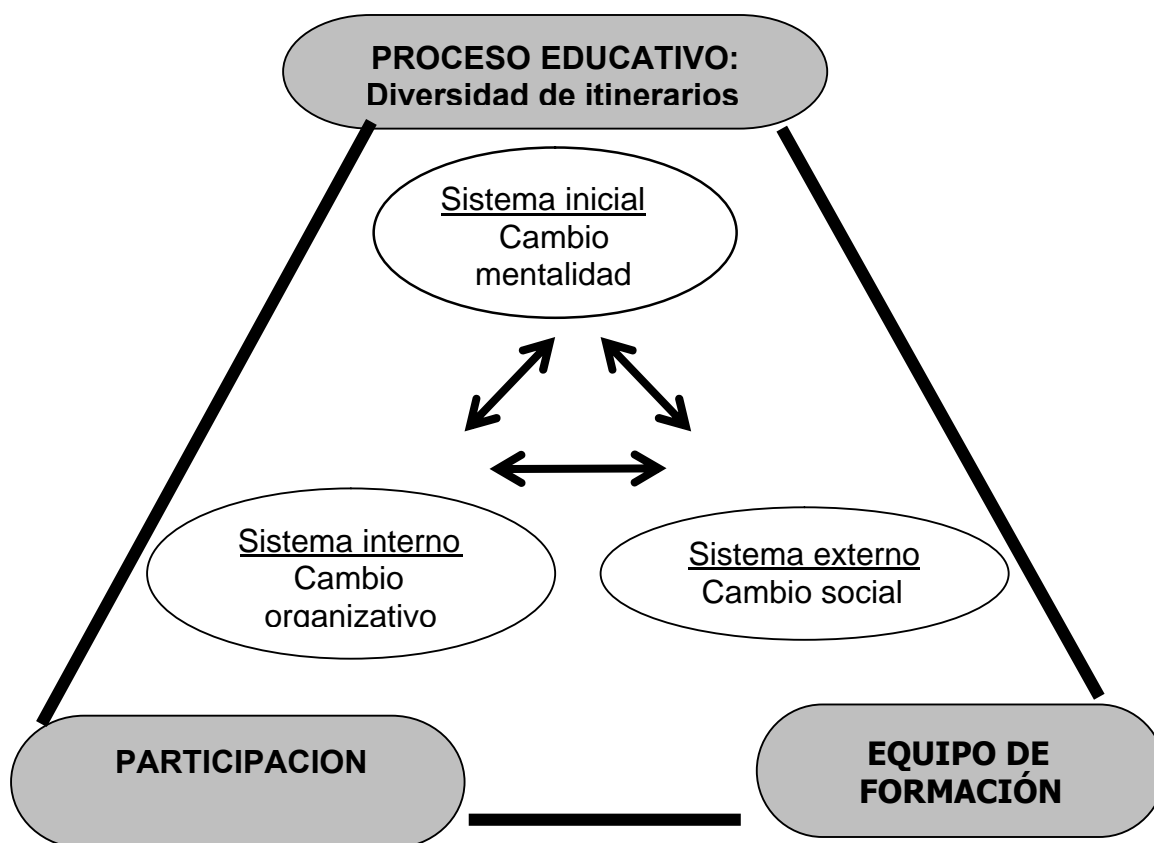 PROCESO EDUCATIVO:
Diversidad de itinerarios
Sistema inicial
Cambio
mentalidad
Sistema interno
Cambio
organizativo
Sistema externo
Cambio social
PARTICIPACION
EQUIPO DE
FORMACIÓN